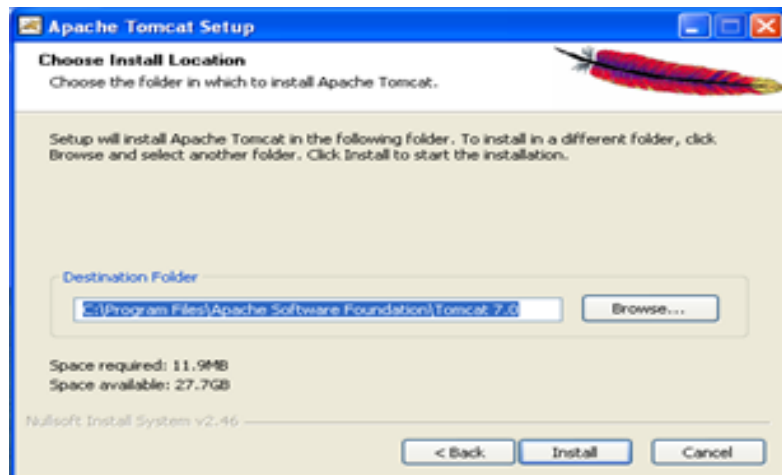 Apache Tomcat Setup
Choose Install Location
Choose the folder in which to install Apache Tomcat.
Setup will install Apache Tomcat in the following folder. To install in a different folder, click
Browse and select another folder. Click Install to start the installation.
Destination Folder
C:\Program Files\Apache Software Foundation\Tomcat 7.0
Browse...
Space required: 11.9MB
Space available: 27.7GB
Nullsoft Install System v2.46
< Back
Install
Cancel